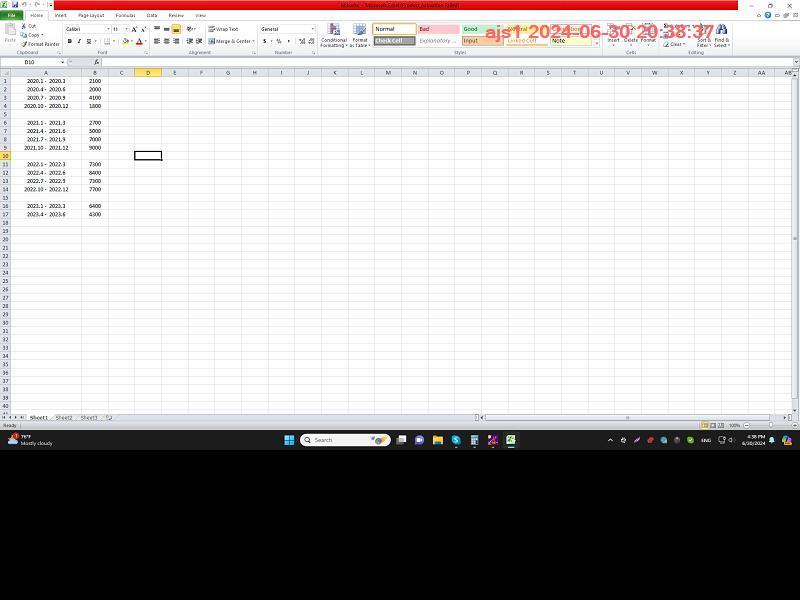 Microsoft Excel (Product Activation Failed)
File Home Insert Page Layout Formulas Data Review View
ajs1 2024-06-30 20:38:37
Cut
Copy
Format Painter
Paste
Calibri 11
B I U
Wrap Text
Merge & Center
General
$ % ,
Conditional Formatting
Format as Table
Normal Bad Good
Check Cell Explanatory ... Input Linked Cell Note
Insert Delete Format
Clear
Sort & Filter
Find & Select
Clipboard Font Alignment Number Styles Cells Editing
D10 fx
A B C D E F G H I J K L M N O P Q R S T U V W X Y Z AA AB
1 2020.1 - 2020.3 2100
2 2020.4 - 2020.6 2000
3 2020.7 - 2020.9 4100
4 2020.10 - 2020.12 1800
5
6 2021.1 - 2021.3 2700
7 2021.4 - 2021.6 5000
8 2021.7 - 2021.9 7000
9 2021.10 - 2021.12 9000
10
11 2022.1 - 2022.3 7300
12 2022.4 - 2022.6 8400
13 2022.7 - 2022.9 7300
14 2022.10 - 2022.12 7700
15
16 2023.1 - 2023.3 6400
17 2023.4 - 2023.6 4300
18
19
20
21
22
23
24
25
26
27
28
29
30
31
32
33
34
35
36
37
38
39
40
Sheet1 Sheet2 Sheet3
Ready 100%
76°F
Mostly cloudy
Search
ENG
4:38 PM
6/30/2024